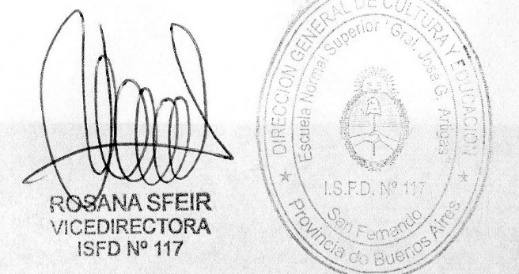 ROSANA SFEIR
VICEDIRECTORA
ISFD Nº 117
DIRECCION GENERAL DE CULTURA Y EDUCACION
Escuela Normal Superior "Gral. Jose G. Artigas
I.S.F.D. Nº 117
San Fernando
Provincia de Buenos Aires